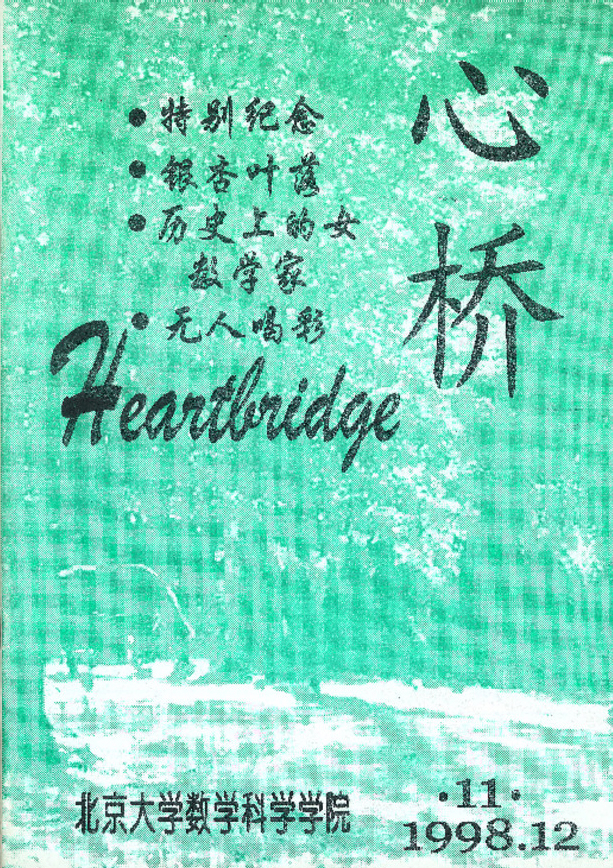 心桥
•特别纪念
•银杏叶落
•历史上的女
数学家
•无人喝彩
Heartbridge
北京大学数学科学学院
·11·
1998.12